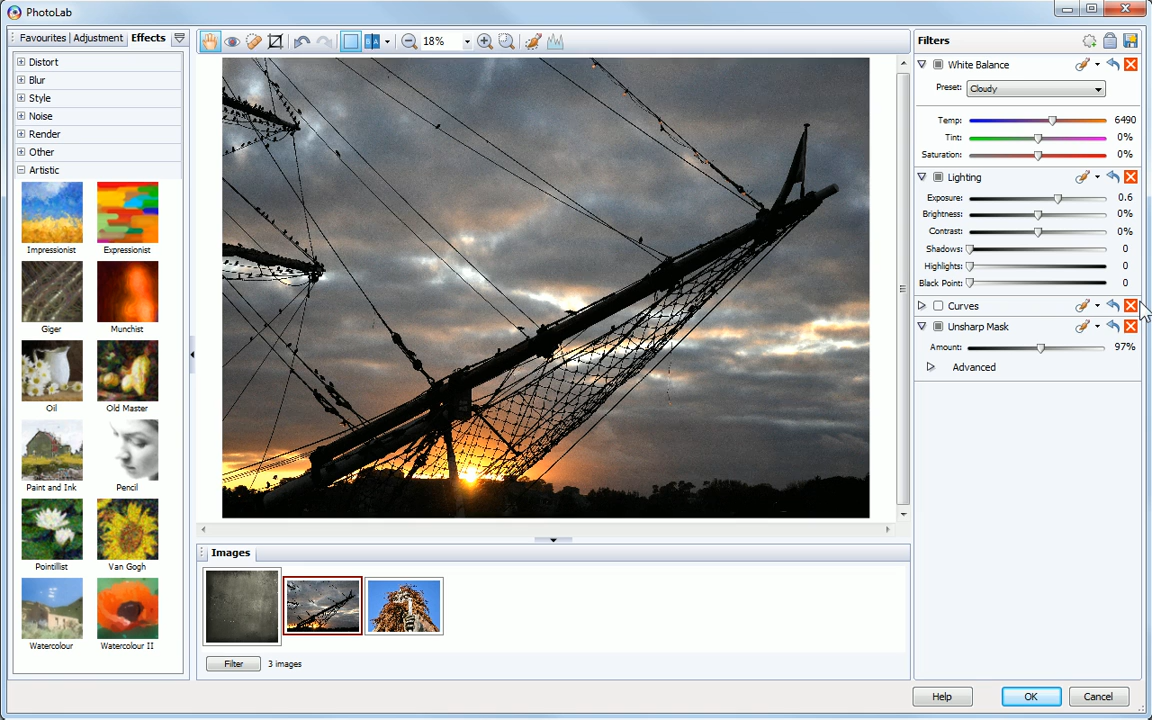 PhotoLab
Favourites | Adjustment Effects
Distort
Blur
Style
Noise
Render
Other
Artistic
Impressionist Expressionist
Giger Munchist
Oil Old Master
Paint and Ink Pencil
Pointillist Van Gogh
Watercolour Watercolour II
18%
Images
Filter 3 images
Filters
White Balance
Preset: Cloudy
Temp: 6490
Tint: 0%
Saturation: 0%
Lighting
Exposure: 0.6
Brightness: 0%
Contrast: 0%
Shadows: 0
Highlights: 0
Black Point: 0
Curves
Unsharp Mask
Amount: 97%
Advanced
Help OK Cancel